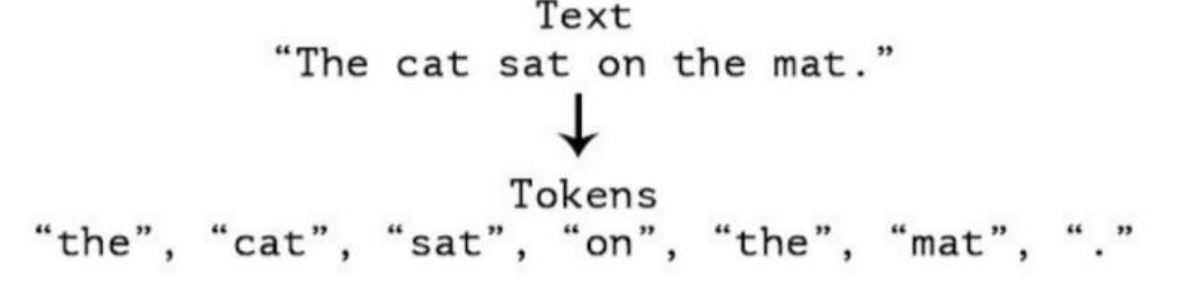 Text
“The cat sat on the mat.”
Tokens
“the”, “cat”, “sat”, “on”, “the”, “mat”, “.”